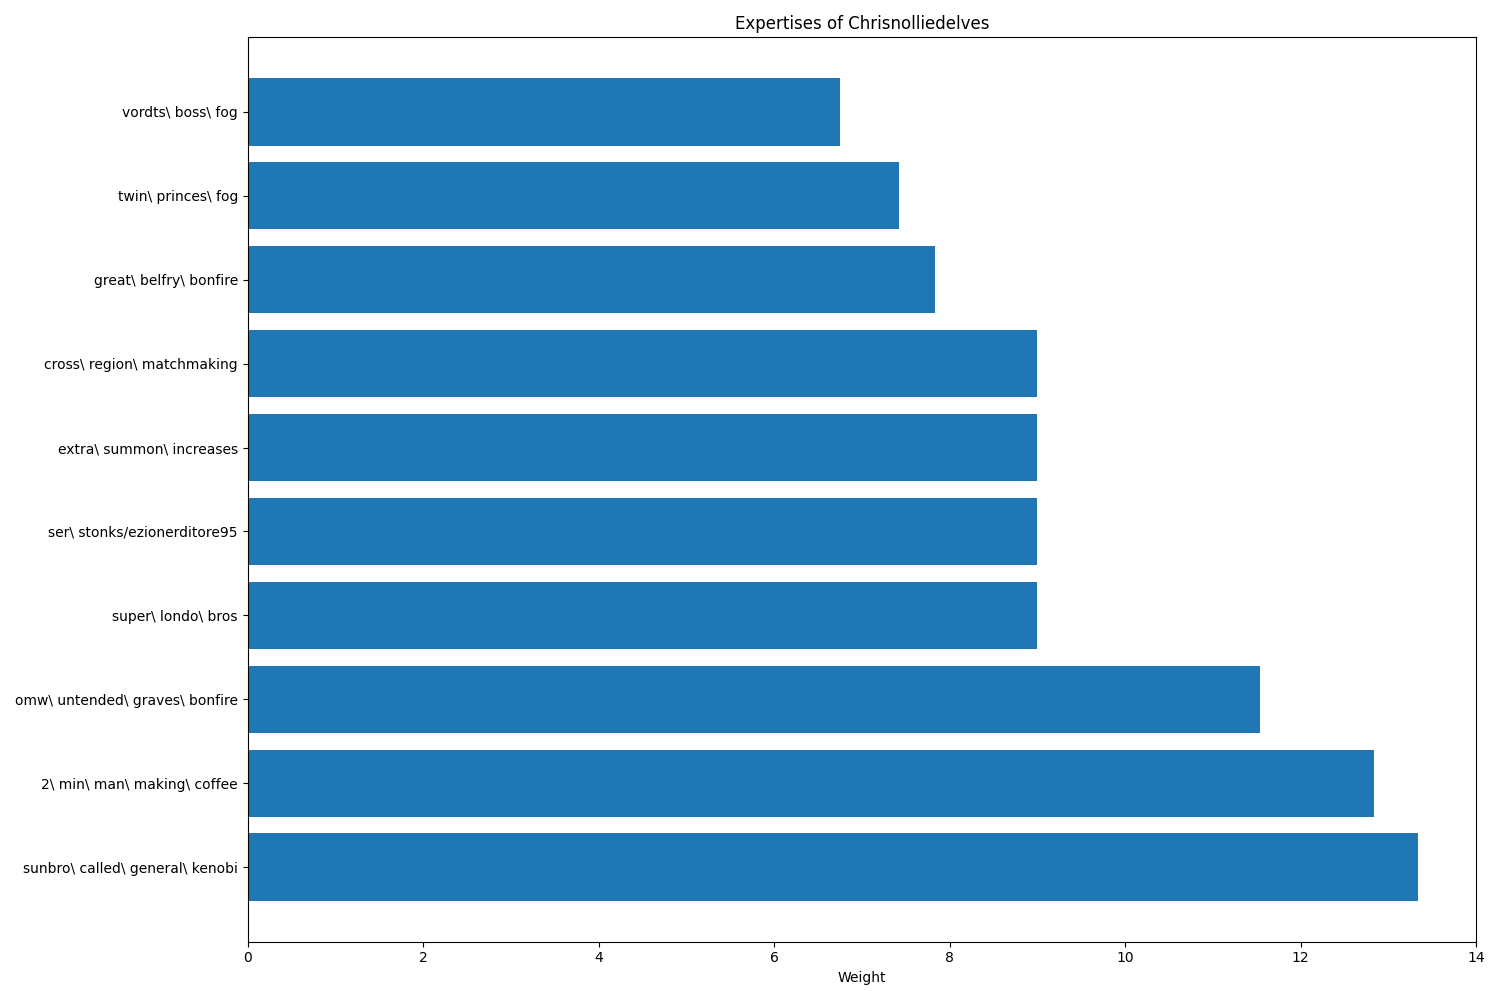 Expertises of Chrisnolliedelves
vordts\ boss\ fog
twin\ princes\ fog
great\ belfry\ bonfire
cross\ region\ matchmaking
extra\ summon\ increases
ser\ stonks/ezionerditore95
super\ londo\ bros
omw\ untended\ graves\ bonfire
2\ min\ man\ making\ coffee
sunbro\ called\ general\ kenobi
0 2 4 6 8 10 12 14
Weight